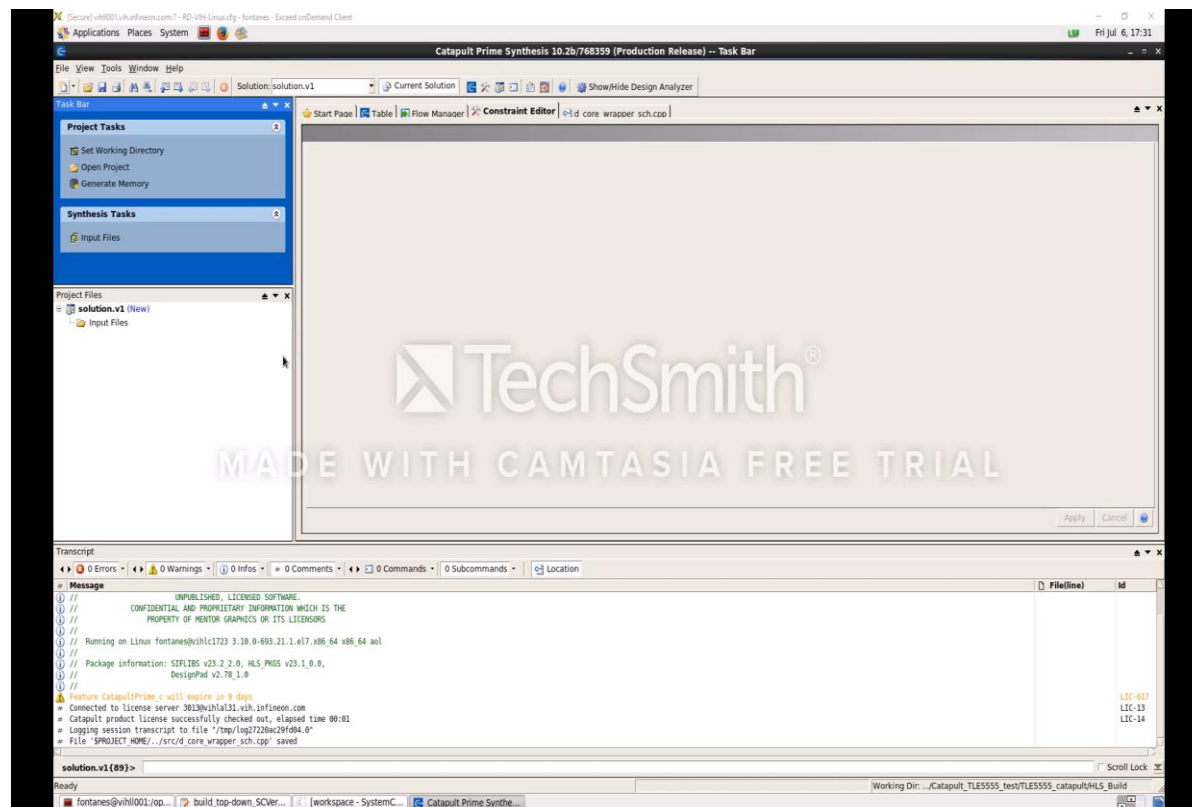 [Secure] vihll001.vih.infineon.com:7 - RD-VIH-Linux.cfg - fontanes - Exceed onDemand Client
Applications Places System Fri Jul 6, 17:31
Catapult Prime Synthesis 10.2b/768359 (Production Release) -- Task Bar
File View Tools Window Help
Solution: solution.v1 Current Solution Show/Hide Design Analyzer
Task Bar
Start Page Table Flow Manager Constraint Editor d_core_wrapper_sch.cpp
Project Tasks
Set Working Directory
Open Project
Generate Memory
Synthesis Tasks
Input Files
Project Files
solution.v1 (New)
Input Files
TechSmith®
MADE WITH CAMTASIA FREE TRIAL
Apply Cancel
Transcript
0 Errors 0 Warnings 0 Infos # 0 Comments 0 Commands 0 Subcommands Location
# Message File(line) Id
// UNPUBLISHED, LICENSED SOFTWARE.
// CONFIDENTIAL AND PROPRIETARY INFORMATION WHICH IS THE
// PROPERTY OF MENTOR GRAPHICS OR ITS LICENSORS
//
// Running on Linux fontanes@vihlc1723 3.10.0-693.21.1.el7.x86_64 x86_64 aol
//
// Package information: SIFLIBS v23.2_2.0, HLS_PKGS v23.1_0.0,
// DesignPad v2.78_1.0
//
Feature CatapultPrime_c will expire in 9 days LIC-617
# Connected to license server 3013@vihlal31.vih.infineon.com LIC-13
# Catapult product license successfully checked out, elapsed time 00:01 LIC-14
# Logging session transcript to file "/tmp/log27220ac29fd04.0"
# File '$PROJECT_HOME/../src/d_core_wrapper_sch.cpp' saved
solution.v1{89}> Scroll Lock
Ready Working Dir: .../Catapult_TLE5555_test/TLE5555_catapult/HLS_Build
fontanes@vihll001:/op... build_top-down_SCVer... [workspace - SystemC... Catapult Prime Synthe...